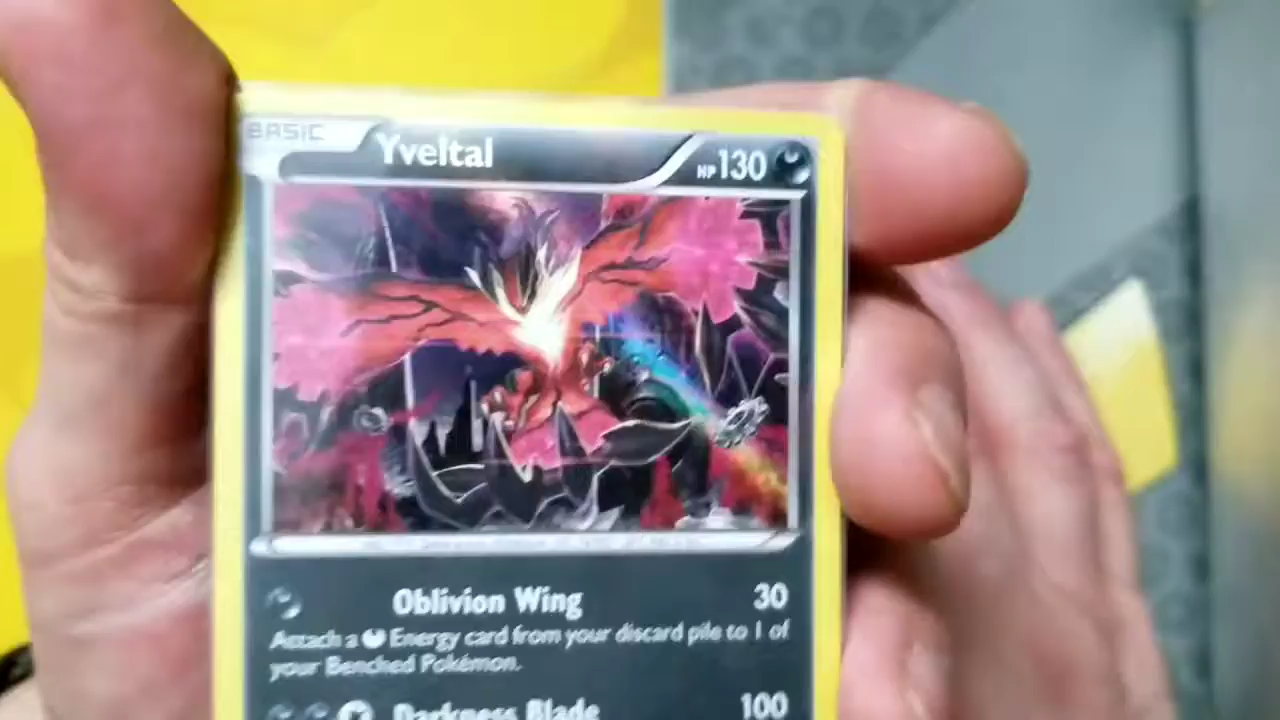 BASIC
Yveltal
HP 130
Oblivion Wing 30
Attach a Energy card from your discard pile to 1 of
your Benched Pokémon.
Darkness Blade 100